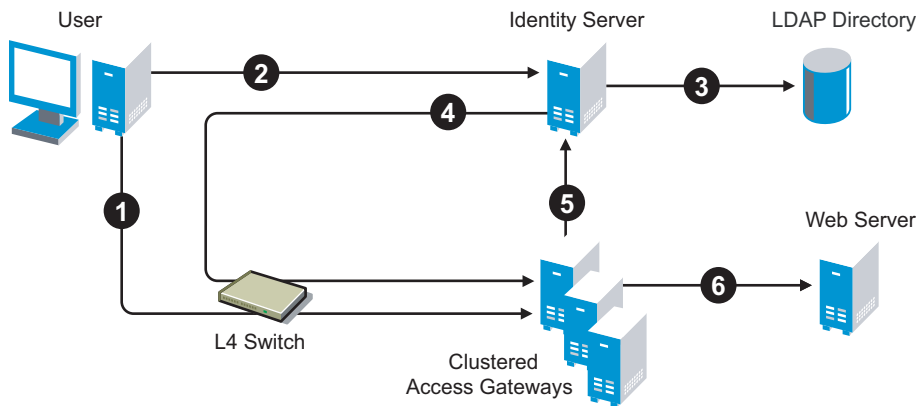 User
Identity Server
LDAP Directory
2
3
4
1
5
Web Server
6
L4 Switch
Clustered
Access Gateways